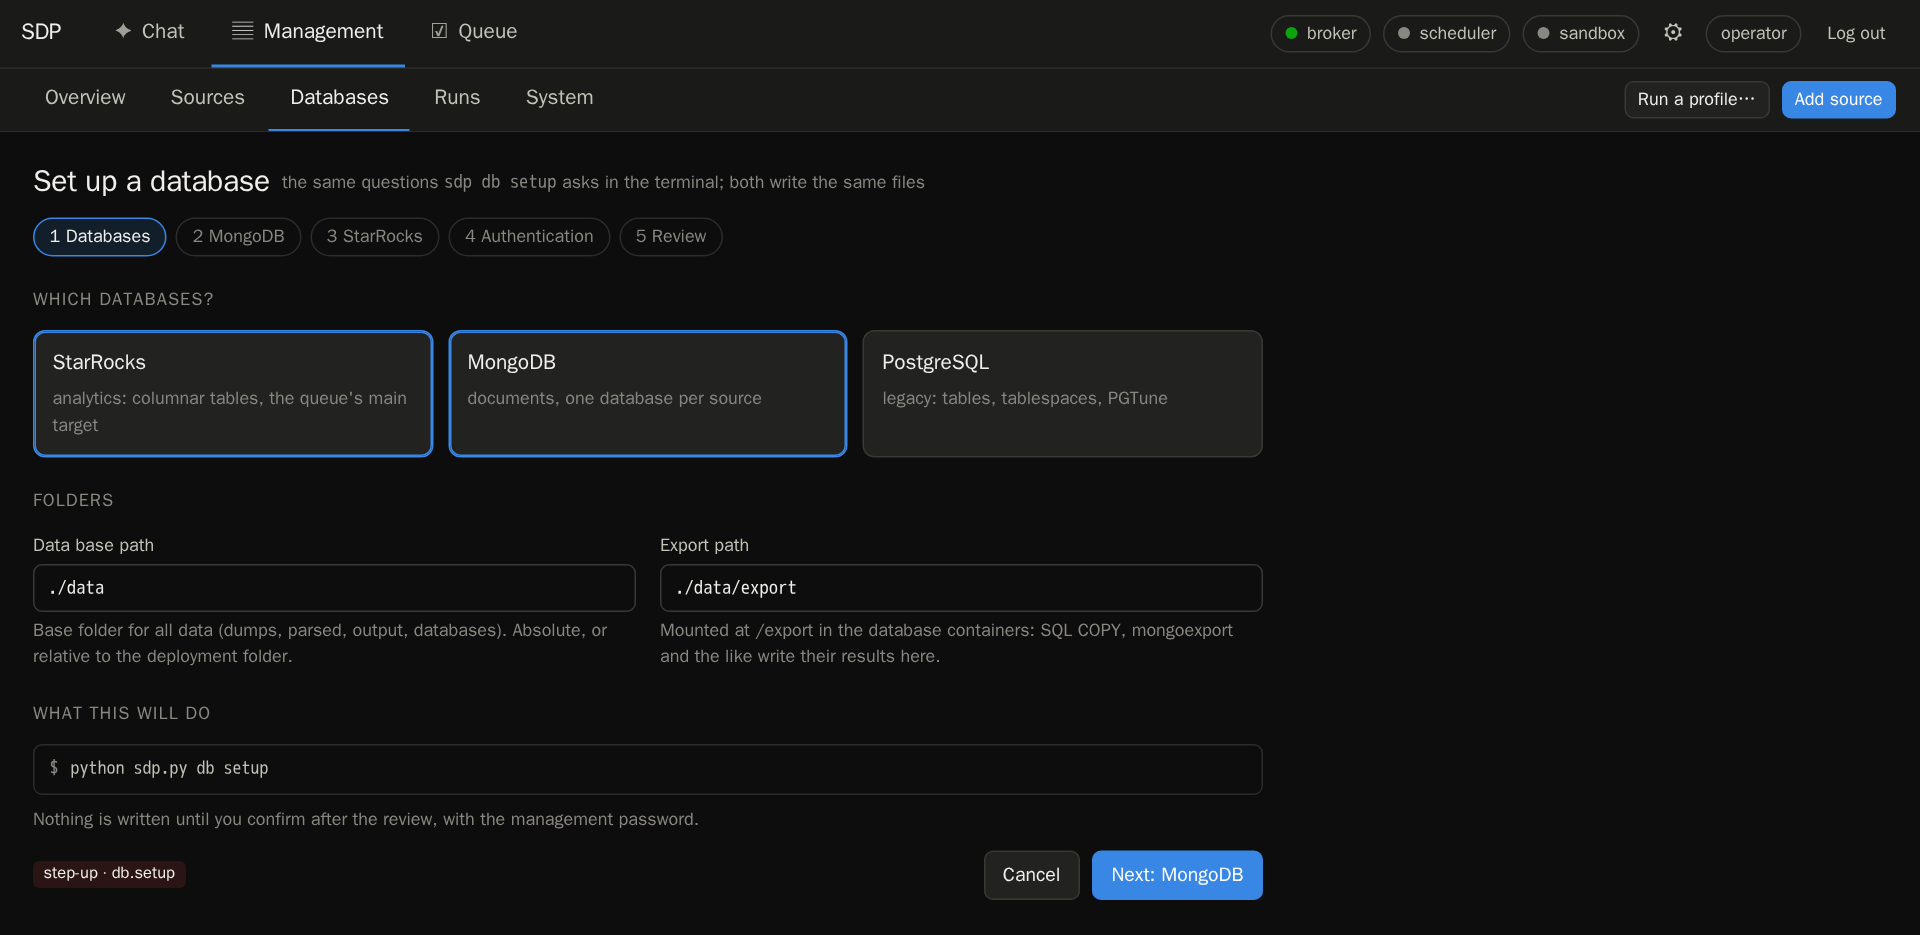 SDP
✦ Chat
Management
☑ Queue
broker
scheduler
sandbox
operator
Log out
Overview
Sources
Databases
Runs
System
Run a profile···
Add source
Set up a database the same questions sdp db setup asks in the terminal; both write the same files
1 Databases
2 MongoDB
3 StarRocks
4 Authentication
5 Review
WHICH DATABASES?
StarRocks
analytics: columnar tables, the queue's main
target
MongoDB
documents, one database per source
PostgreSQL
legacy: tables, tablespaces, PGTune
FOLDERS
Data base path
./data
Base folder for all data (dumps, parsed, output, databases). Absolute, or
relative to the deployment folder.
Export path
./data/export
Mounted at /export in the database containers: SQL COPY, mongoexport
and the like write their results here.
WHAT THIS WILL DO
$ python sdp.py db setup
Nothing is written until you confirm after the review, with the management password.
step-up · db.setup
Cancel
Next: MongoDB